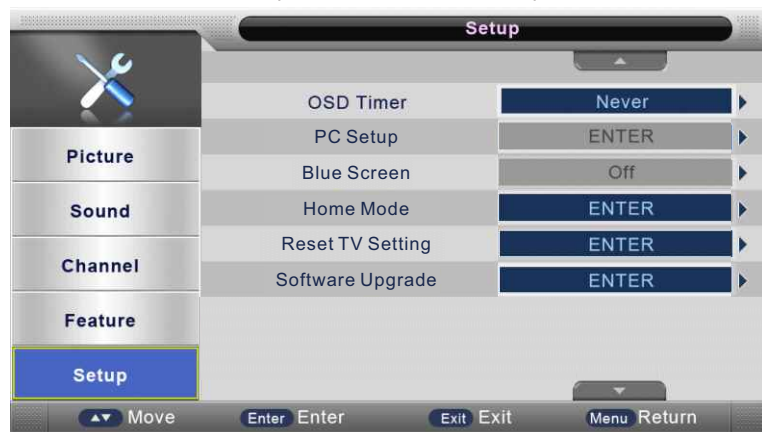 Setup
OSD Timer Never
PC Setup ENTER
Blue Screen Off
Home Mode ENTER
Reset TV Setting ENTER
Software Upgrade ENTER
Picture
Sound
Channel
Feature
Setup
Move Enter Enter Exit Exit Menu Return